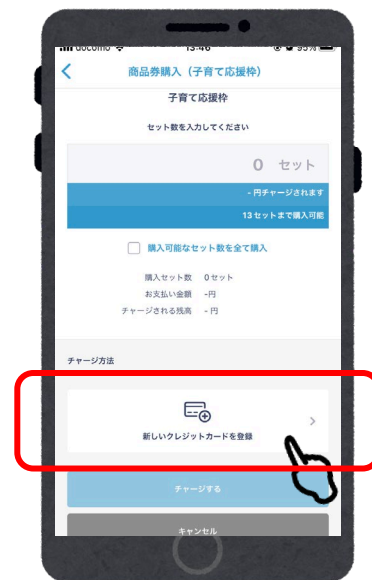 docomo 13:46 95%
商品券購入（子育て応援枠）
子育て応援枠
セット数を入力してください
0 セット
- 円チャージされます
13セットまで購入可能
購入可能なセット数を全て購入
購入セット数 0セット
お支払い金額 -円
チャージされる残高 - 円
チャージ方法
新しいクレジットカードを登録
チャージする
キャンセル